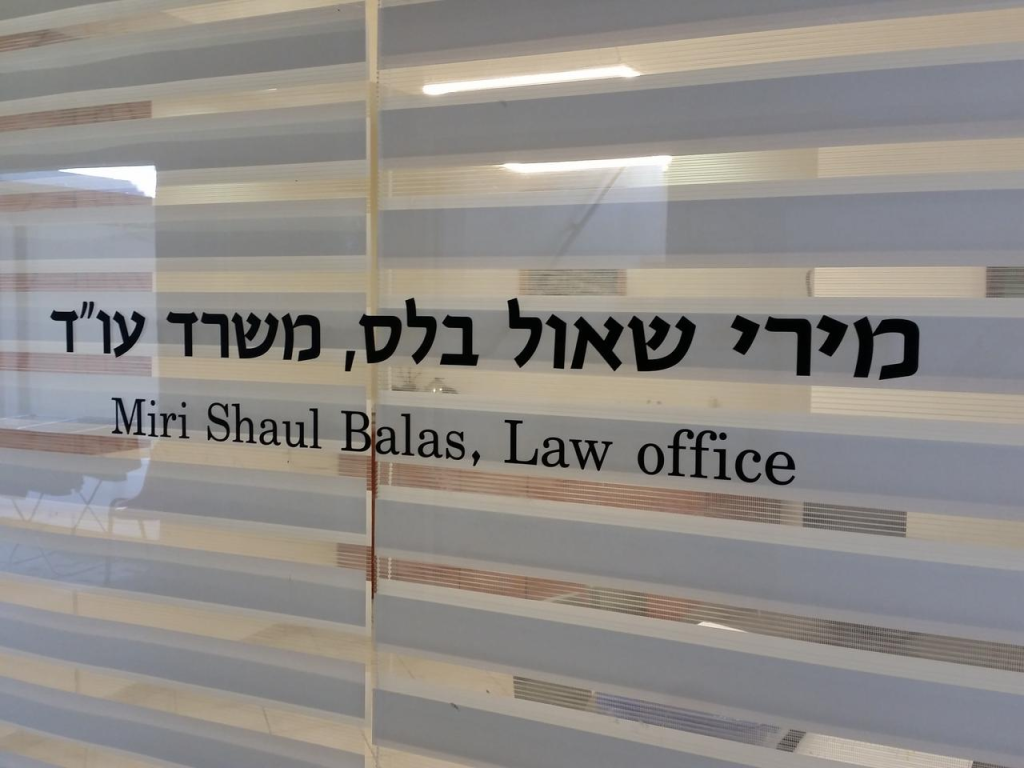 מירי שאול בלס, משרד עו"ד
Miri Shaul Balas, Law office